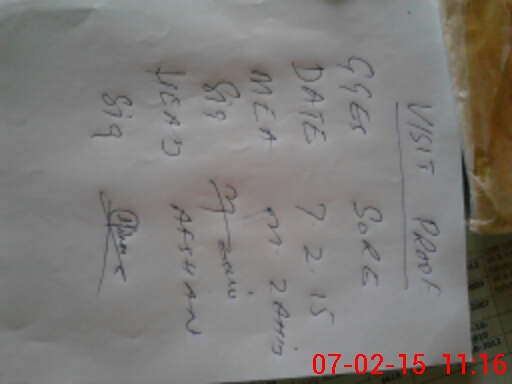 VISIT PROOF
GGES SORE
DATE 7.2.15
MEA M. ZAHID
Sig
HEAD AFSHAN
Sig
07-02-15 11:16